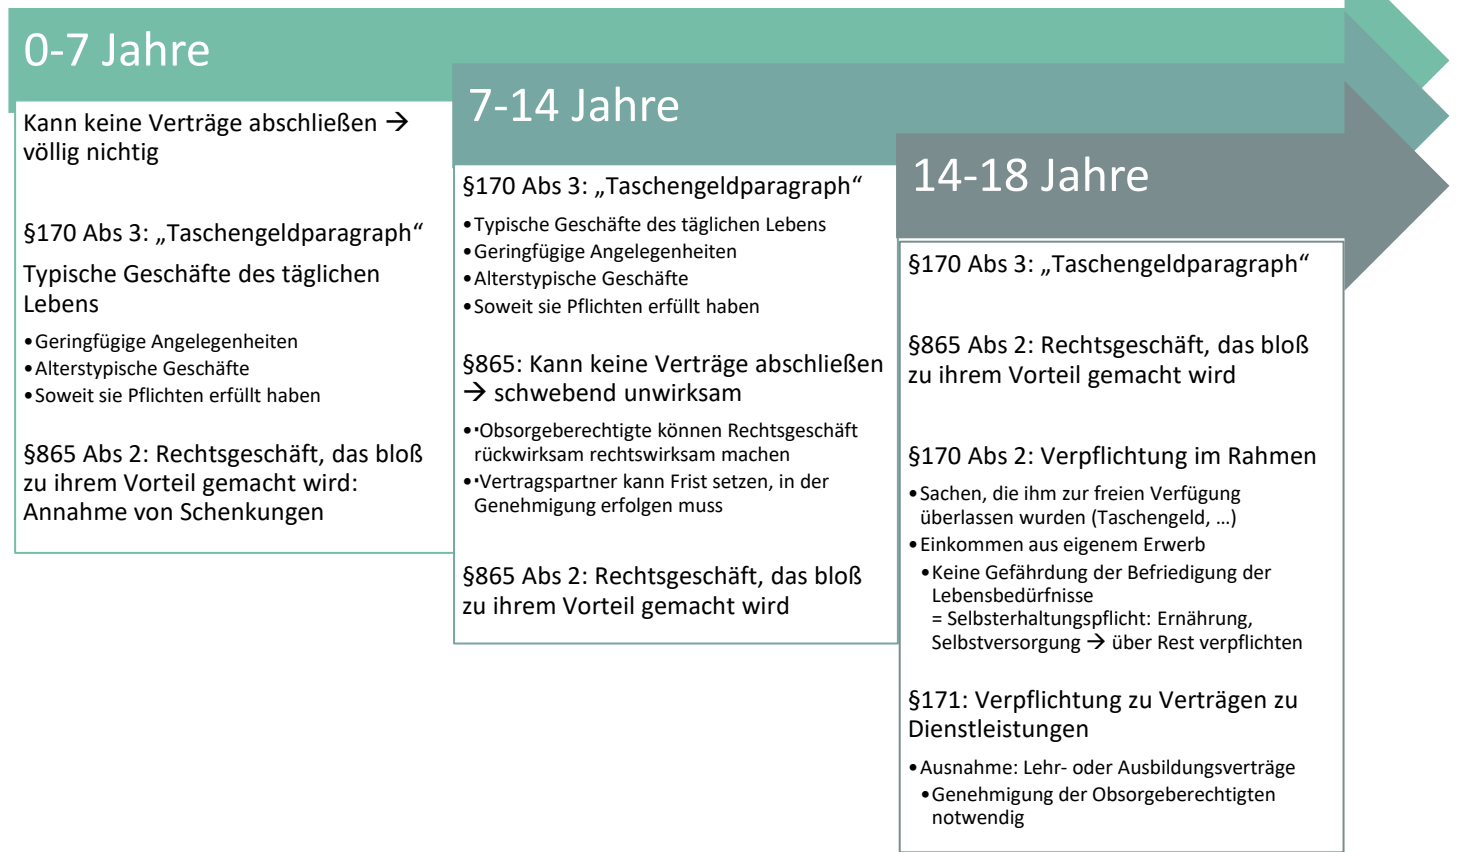 0-7 Jahre
Kann keine Verträge abschließen →
völlig nichtig
§170 Abs 3: „Taschengeldparagraph“
Typische Geschäfte des täglichen
Lebens
•Geringfügige Angelegenheiten
•Alterstypische Geschäfte
•Soweit sie Pflichten erfüllt haben
§865 Abs 2: Rechtsgeschäft, das bloß
zu ihrem Vorteil gemacht wird:
Annahme von Schenkungen
7-14 Jahre
§170 Abs 3: „Taschengeldparagraph“
•Typische Geschäfte des täglichen Lebens
•Geringfügige Angelegenheiten
•Alterstypische Geschäfte
•Soweit sie Pflichten erfüllt haben
§865: Kann keine Verträge abschließen
→ schwebend unwirksam
•·Obsorgeberechtigte können Rechtsgeschäft
rückwirksam rechtswirksam machen
•·Vertragspartner kann Frist setzen, in der
Genehmigung erfolgen muss
§865 Abs 2: Rechtsgeschäft, das bloß
zu ihrem Vorteil gemacht wird
14-18 Jahre
§170 Abs 3: „Taschengeldparagraph“
§865 Abs 2: Rechtsgeschäft, das bloß
zu ihrem Vorteil gemacht wird
§170 Abs 2: Verpflichtung im Rahmen
•Sachen, die ihm zur freien Verfügung
überlassen wurden (Taschengeld, …)
•Einkommen aus eigenem Erwerb
•Keine Gefährdung der Befriedigung der
Lebensbedürfnisse
= Selbsterhaltungspflicht: Ernährung,
Selbstversorgung → über Rest verpflichten
§171: Verpflichtung zu Verträgen zu
Dienstleistungen
•Ausnahme: Lehr- oder Ausbildungsverträge
•Genehmigung der Obsorgeberechtigten
notwendig